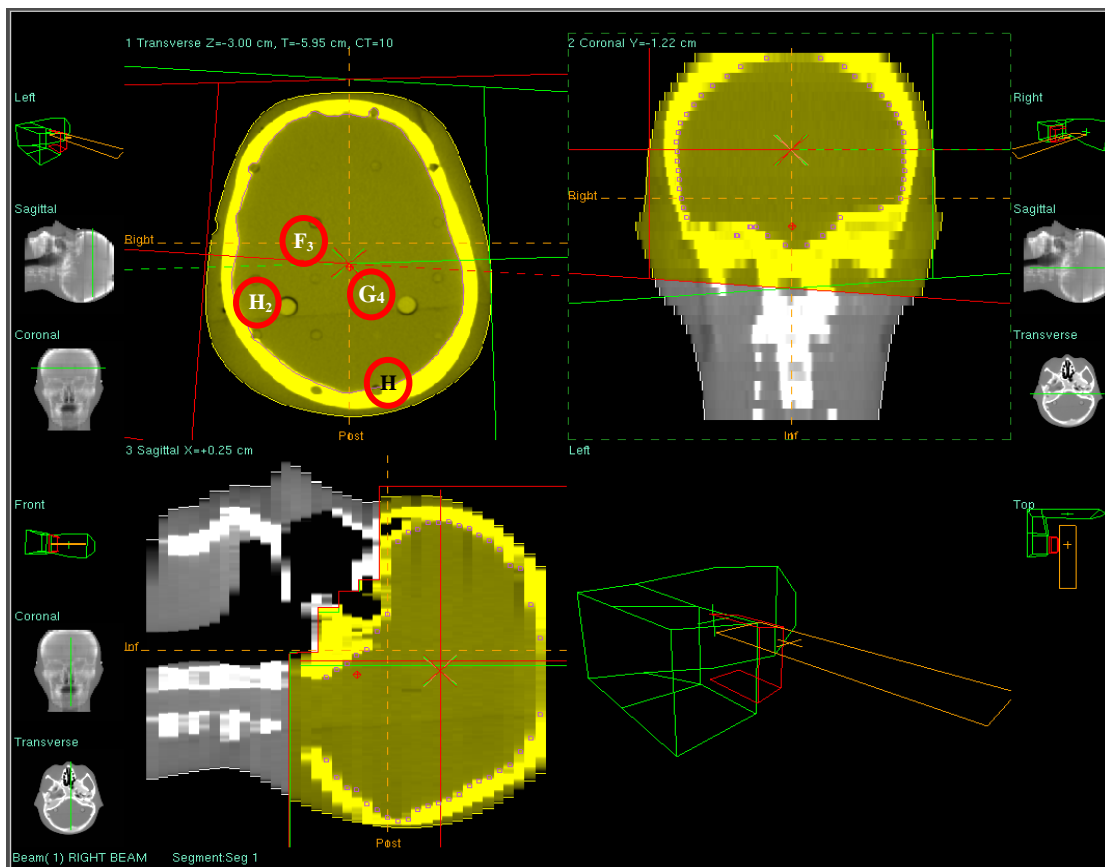 1 Transverse Z=-3.00 cm, T=-5.95 cm, CT=10
2 Coronal Y=-1.22 cm
Left
Right
Right
Right
F3
H2
G4
H
Sagittal
Sagittal
Coronal
Transverse
Post
Inf
3 Sagittal X=+0.25 cm
Left
Front
Top
Coronal
Inf
Transverse
Post
Beam( 1) RIGHT BEAM Segment:Seg 1